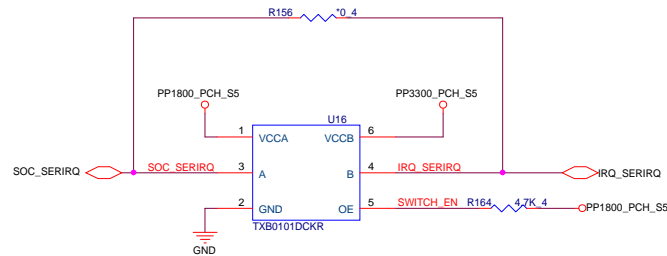 R156 *0_4
PP1800_PCH_S5 PP3300_PCH_S5
U16
1 VCCA VCCB 6
SOC_SERIRQ SOC_SERIRQ 3 A B 4 IRQ_SERIRQ IRQ_SERIRQ
2 GND OE 5 SWITCH_EN R164 4.7K_4 PP1800_PCH_S5
TXB0101DCKR
GND